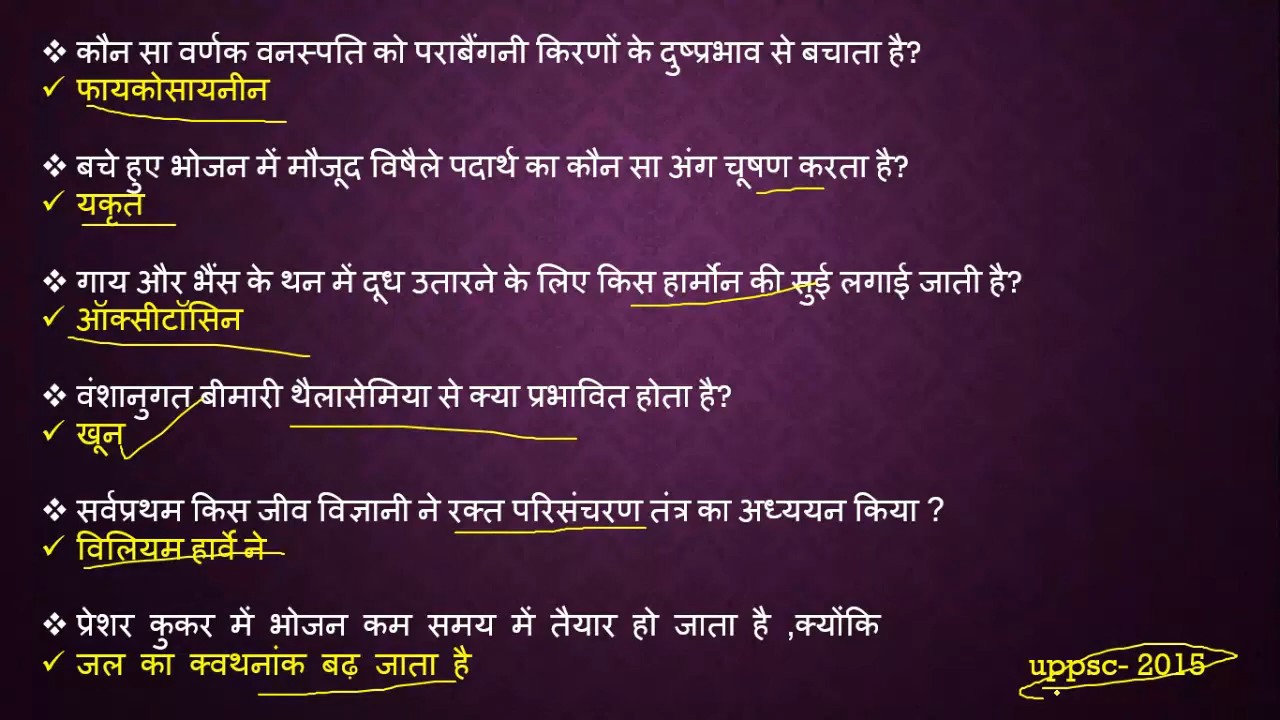 ❖ कौन सा वर्णक वनस्पति को पराबैंगनी किरणों के दुष्प्रभाव से बचाता है?
✓ फायकोसायनीन
❖ बचे हुए भोजन में मौजूद विषैले पदार्थ का कौन सा अंग चूषण करता है?
✓ यकृत
❖ गाय और भैंस के थन में दूध उतारने के लिए किस हार्मोन की सुई लगाई जाती है?
✓ ऑक्सीटॉसिन
❖ वंशानुगत बीमारी थैलासेमिया से क्या प्रभावित होता है?
✓ खून
❖ सर्वप्रथम किस जीव विज्ञानी ने रक्त परिसंचरण तंत्र का अध्ययन किया ?
✓ विलियम हार्वे ने
❖ प्रेशर कुकर में भोजन कम समय में तैयार हो जाता है ,क्योंकि
✓ जल का क्वथनांक बढ़ जाता है
uppsc- 2015